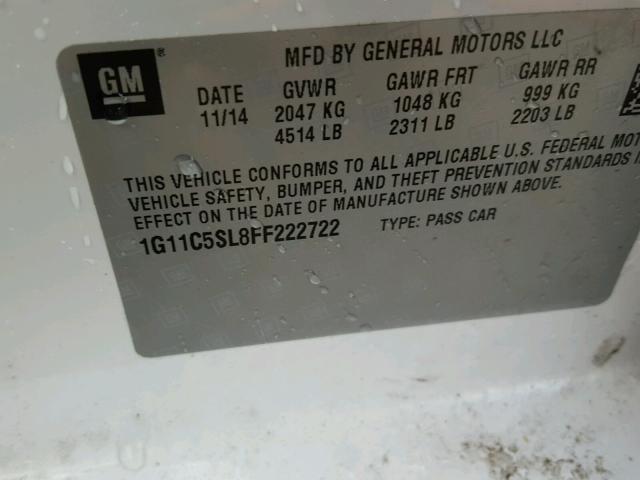 GM ®
MFD BY GENERAL MOTORS LLC
DATE GVWR GAWR FRT GAWR RR
11/14 2047 KG 1048 KG 999 KG
4514 LB 2311 LB 2203 LB
THIS VEHICLE CONFORMS TO ALL APPLICABLE U.S. FEDERAL
VEHICLE SAFETY, BUMPER, AND THEFT PREVENTION STANDARDS
EFFECT ON THE DATE OF MANUFACTURE SHOWN ABOVE.
1G11C5SL8FF222722 TYPE: PASS CAR